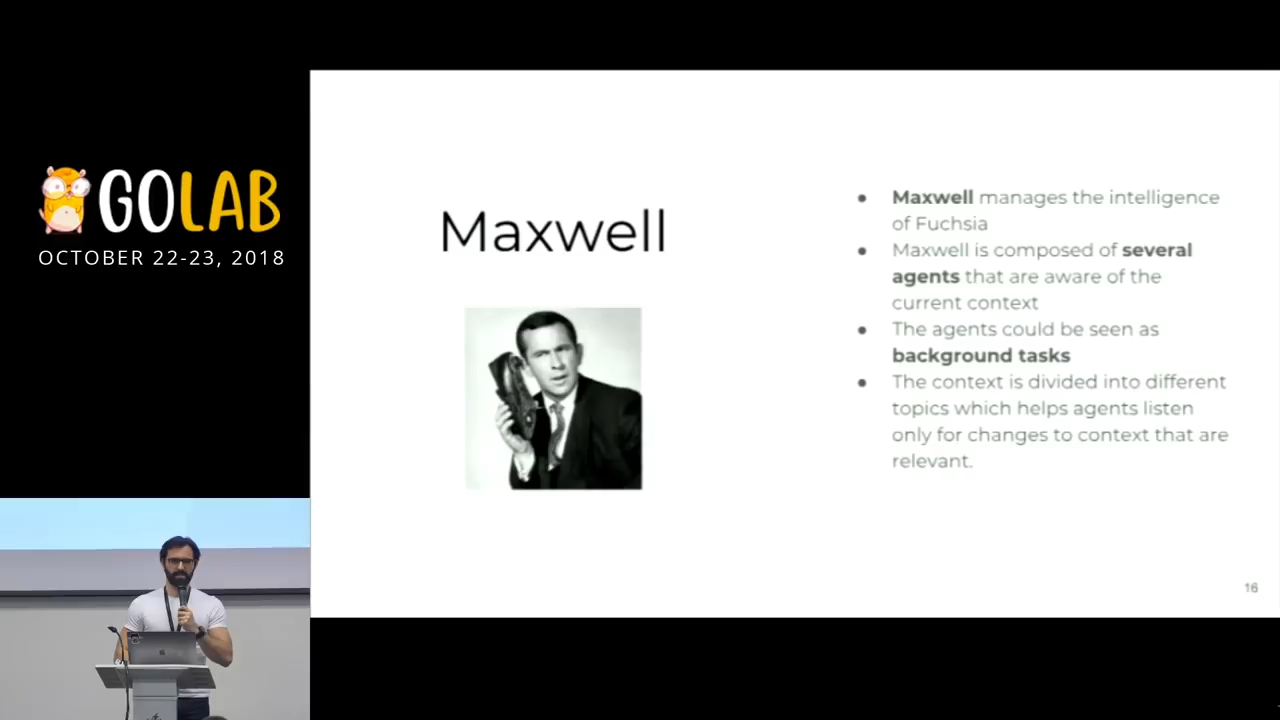 GOLAB
OCTOBER 22-23, 2018
Maxwell
● Maxwell manages the intelligence
of Fuchsia
● Maxwell is composed of several
agents that are aware of the
current context
● The agents could be seen as
background tasks
● The context is divided into different
topics which helps agents listen
only for changes to context that are
relevant.
16